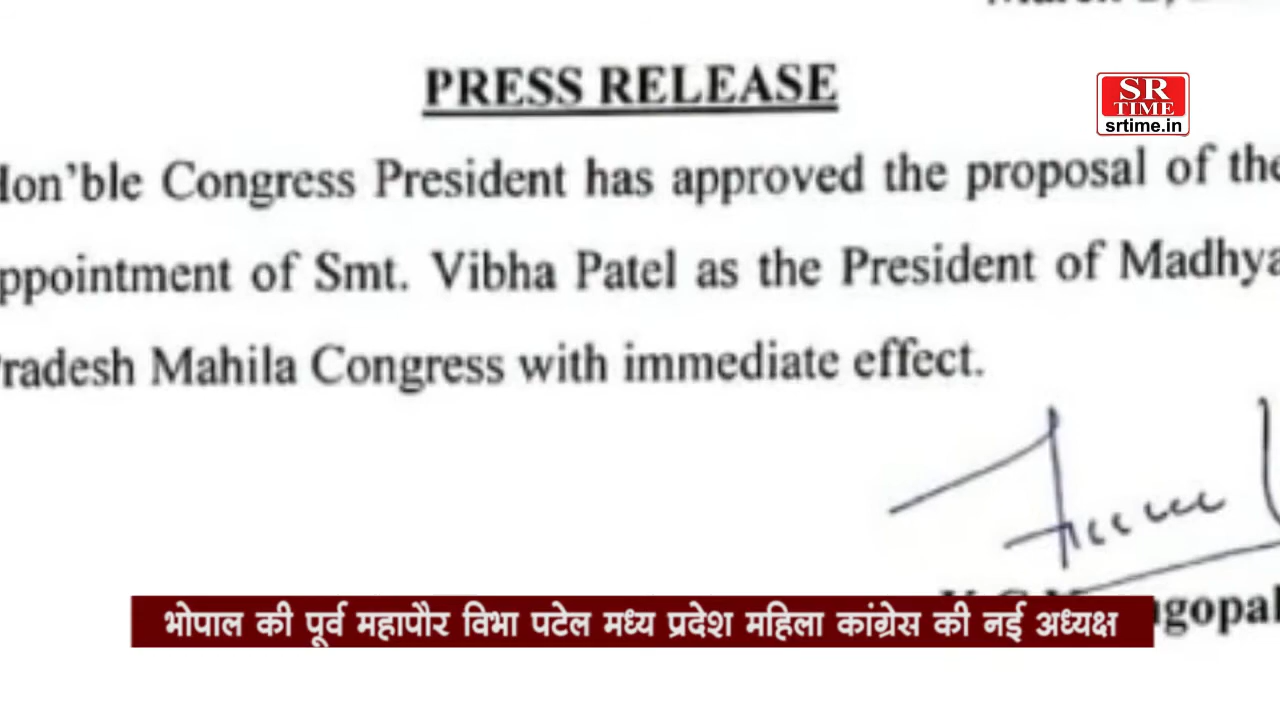 PRESS RELEASE
SR
TIME
srtime.in
Hon'ble Congress President has approved the proposal of the
ppointment of Smt. Vibha Patel as the President of Madhya
Pradesh Mahila Congress with immediate effect.
भोपाल की पूर्व महापौर विभा पटेल मध्य प्रदेश महिला कांग्रेस की नई अध्यक्ष